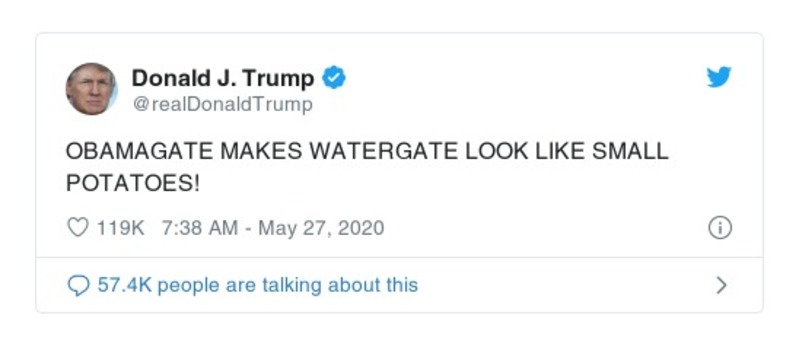 Donald J. Trump
@realDonaldTrump
OBAMAGATE MAKES WATERGATE LOOK LIKE SMALL
POTATOES!
119K 7:38 AM - May 27, 2020
57.4K people are talking about this